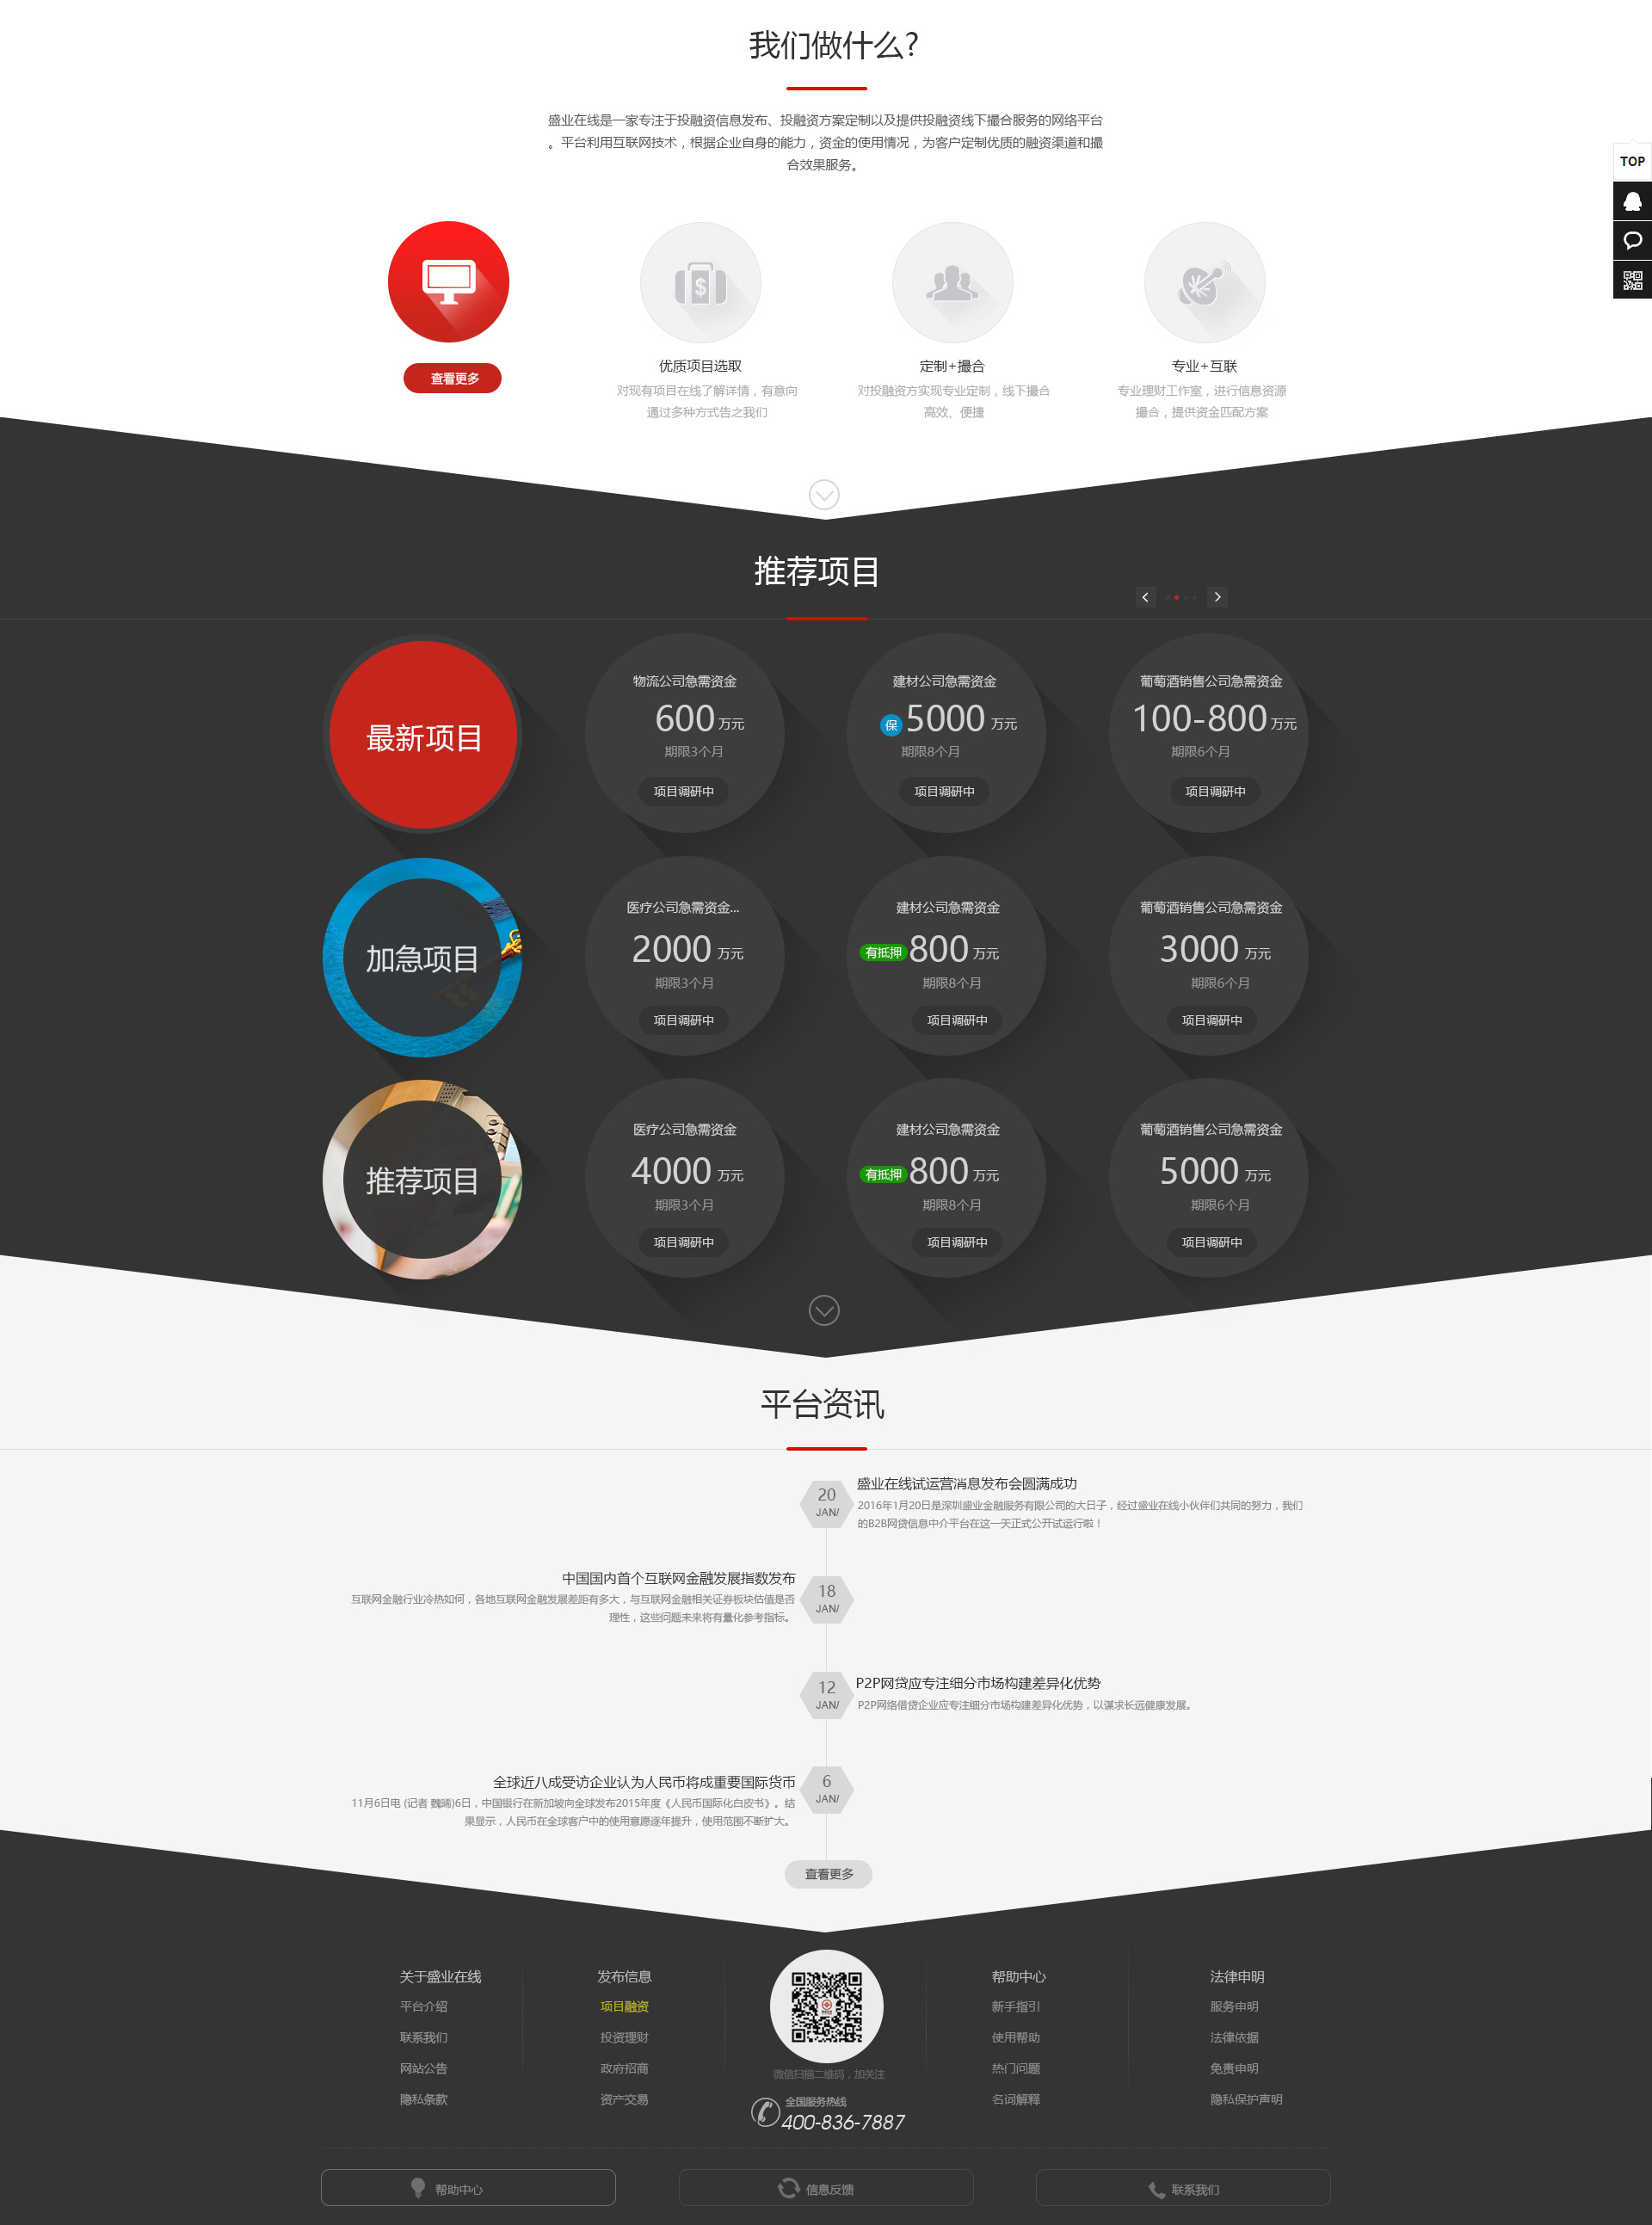 我们做什么?
盛业在线是一家专注于投融资信息发布、投融资方案定制以及提供投融资线下撮合服务的网络平台
。平台利用互联网技术，根据企业自身的能力，资金的使用情况，为客户定制优质的融资渠道和撮
合效果服务。
TOP
查看更多
优质项目选取
对现有项目在线了解详情，有意向
通过多种方式告之我们
定制+撮合
对投融资方实现专业定制，线下撮合
高效、便捷
专业+互联
专业理财工作室，进行信息资源
撮合，提供资金匹配方案
推荐项目
最新项目
物流公司急需资金
600 万元
期限3个月
项目调研中
建材公司急需资金
保 5000 万元
期限8个月
项目调研中
葡萄酒销售公司急需资金
100-800 万元
期限6个月
项目调研中
加急项目
医疗公司急需资金...
2000 万元
期限3个月
项目调研中
建材公司急需资金
有抵押 800 万元
期限8个月
项目调研中
葡萄酒销售公司急需资金
3000 万元
期限6个月
项目调研中
推荐项目
医疗公司急需资金
4000 万元
期限3个月
项目调研中
建材公司急需资金
有抵押 800 万元
期限8个月
项目调研中
葡萄酒销售公司急需资金
5000 万元
期限6个月
项目调研中
平台资讯
20
JAN/
盛业在线试运营消息发布会圆满成功
2016年1月20日是深圳盛业金融服务有限公司的大日子，经过盛业在线小伙伴们共同的努力，我们
的B2B网贷信息中介平台在这一天正式公开试运行啦！
中国国内首个互联网金融发展指数发布
互联网金融行业冷热如何，各地互联网金融发展差距有多大，与互联网金融相关证券板块估值是否
理性，这些问题未来将有量化参考指标。
18
JAN/
12
JAN/
P2P网贷应专注细分市场构建差异化优势
P2P网络借贷企业应专注细分市场构建差异化优势，以谋求长远健康发展。
全球近八成受访企业认为人民币将成重要国际货币
11月6日电 (记者 魏晞)6日，中国银行在新加坡向全球发布2015年度《人民币国际化白皮书》。结
果显示，人民币在全球客户中的使用意愿逐年提升，使用范围不断扩大。
6
JAN/
查看更多
关于盛业在线
平台介绍
联系我们
网站公告
隐私条款
发布信息
项目融资
投资理财
政府招商
资产交易
微信扫描二维码，加关注
全国服务热线
400-836-7887
帮助中心
新手指引
使用帮助
热门问题
名词解释
法律申明
服务申明
法律依据
免责申明
隐私保护声明
帮助中心
信息反馈
联系我们